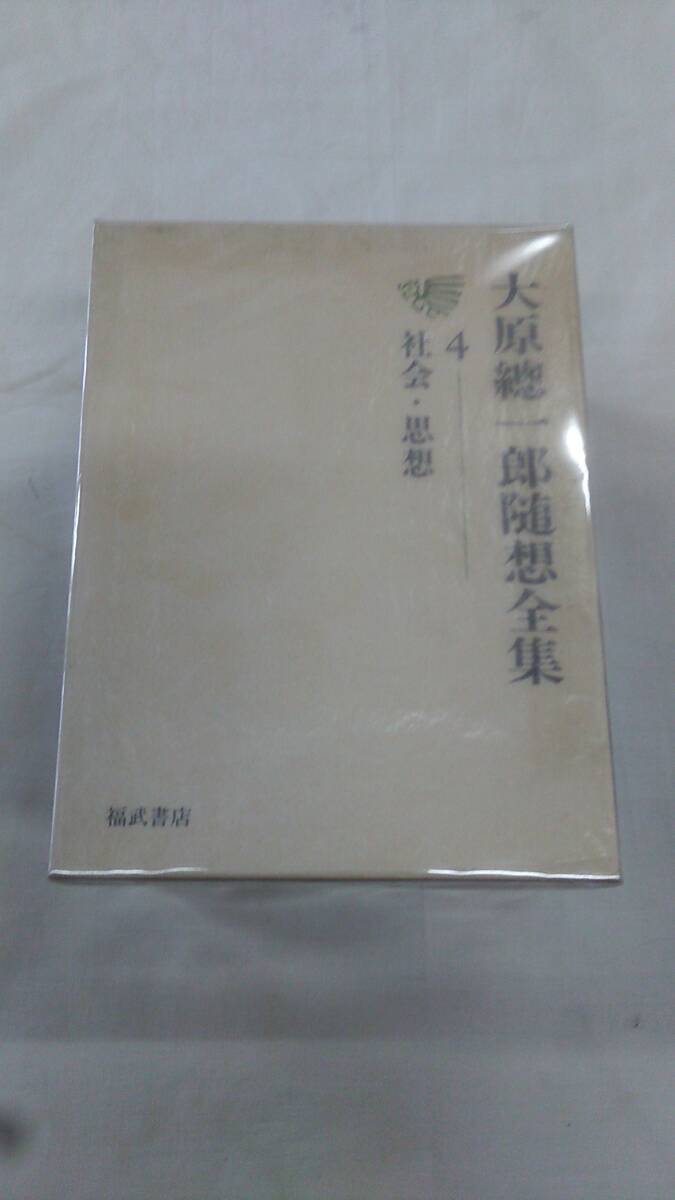 大原總一郎随想全集
4
社会・思想
福武書店